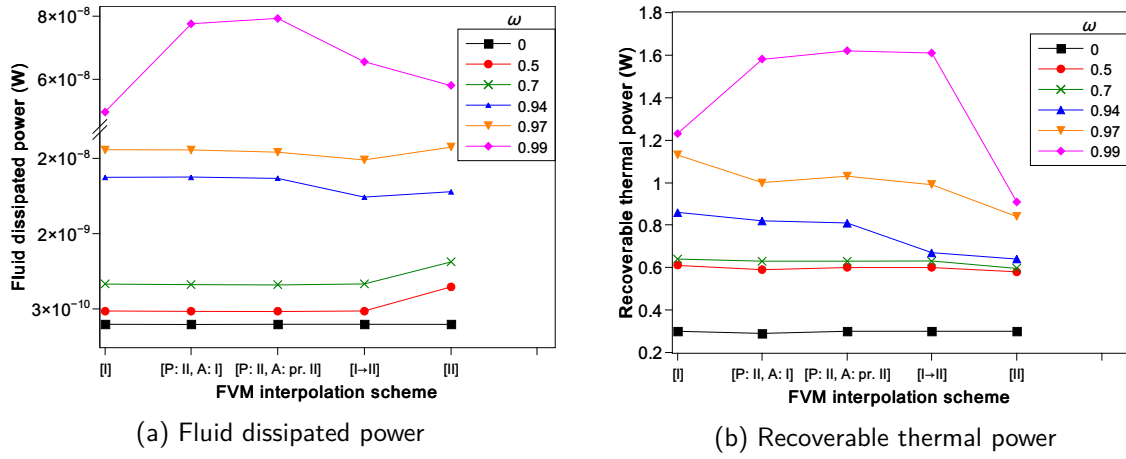 Fluid dissipated power (W)
8×10⁻⁸
6×10⁻⁸
2×10⁻⁸
2×10⁻⁹
3×10⁻¹⁰
ω
0
0.5
0.7
0.94
0.97
0.99
[I]
[P: II, A: I]
[P: II, A: pr. II]
[I→II]
[II]
FVM interpolation scheme
(a) Fluid dissipated power
Recoverable thermal power (W)
1.8
1.6
1.4
1.2
1
0.8
0.6
0.4
0.2
ω
0
0.5
0.7
0.94
0.97
0.99
[I]
[P: II, A: I]
[P: II, A: pr. II]
[I→II]
[II]
FVM interpolation scheme
(b) Recoverable thermal power